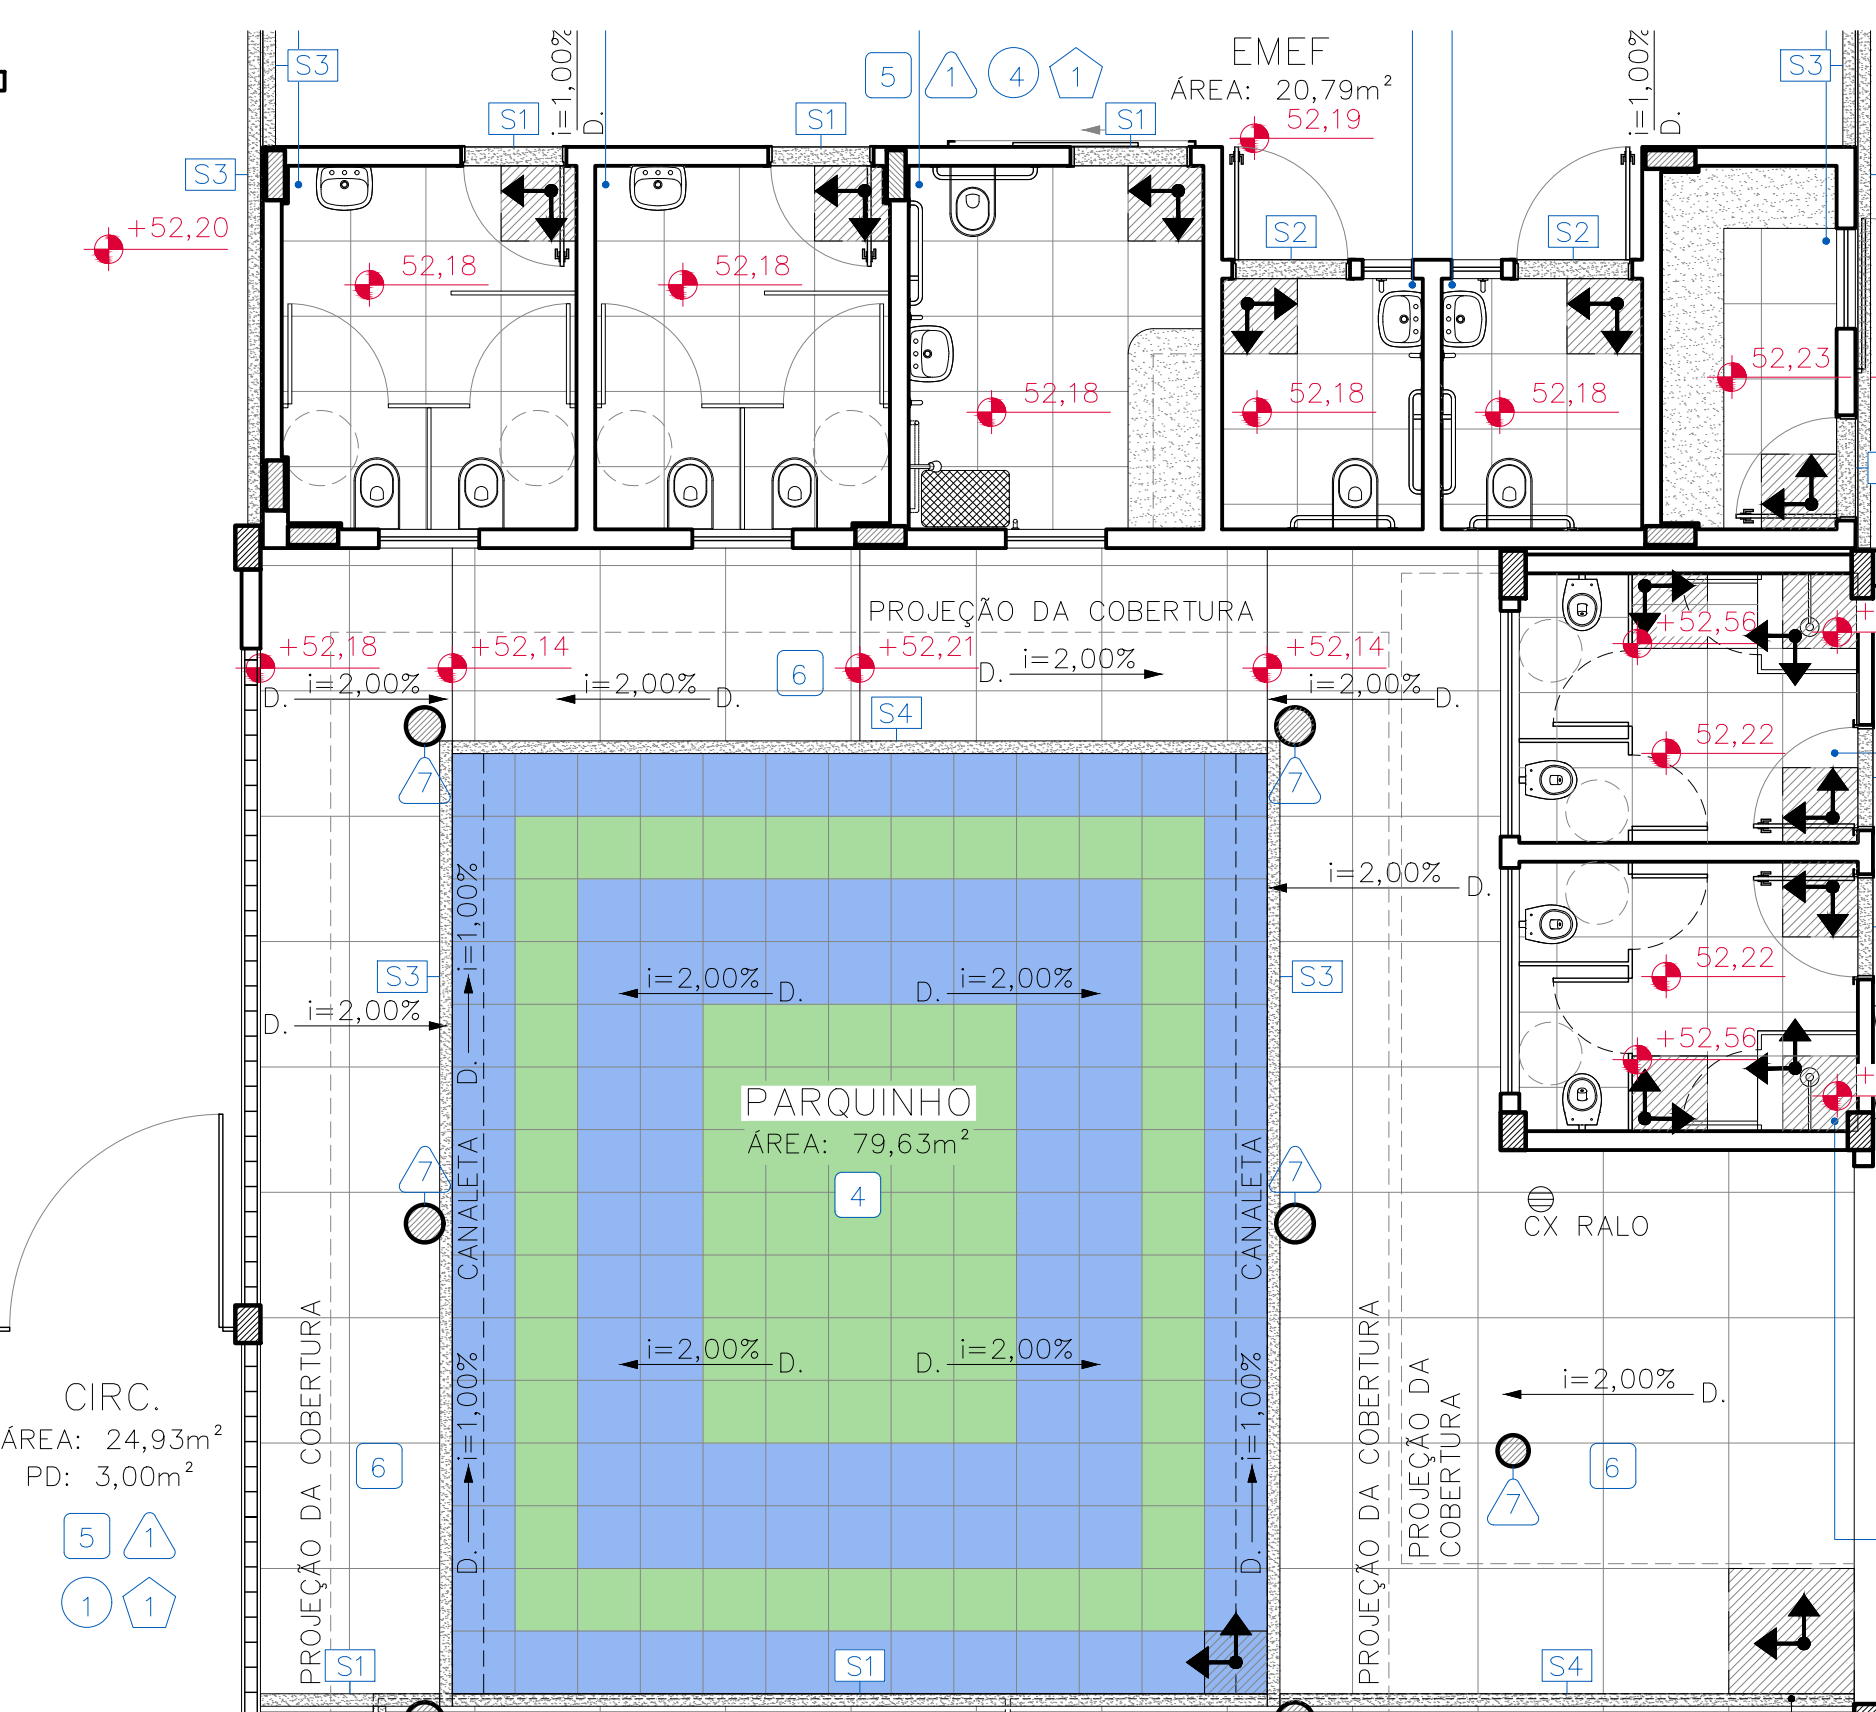 S3
i=1,00%
D.
5
1
4
1
EMEF
ÁREA: 20,79m²
52,19
i=1,00%
D.
S3
S1
S1
S1
S3
+52,20
S2
S2
52,18
52,18
52,18
52,18
52,18
52,23
PROJEÇÃO DA COBERTURA
+52,18
+52,14
+52,21
+52,14
+52,56
D. i=2,00%
i=2,00% D.
6
D. i=2,00%
i=2,00% D.
S4
7
7
52,22
i=1,00%
D.
S3
S3
i=2,00% D.
i=2,00% D.
D. i=2,00%
52,22
D. i=2,00%
+52,56
PARQUINHO
ÁREA: 79,63m²
4
CANALETA
CANALETA
7
7
CX RALO
i=2,00% D.
D. i=2,00%
i=1,00%
D.
i=1,00%
D.
PROJEÇÃO DA COBERTURA
PROJEÇÃO DA COBERTURA
PROJEÇÃO DA
COBERTURA
i=2,00% D.
CIRC.
ÁREA: 24,93m²
PD: 3,00m²
5
1
1
1
6
6
7
S1
S1
S4